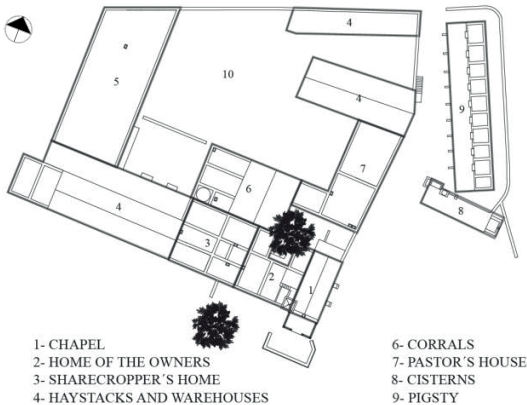 4
5
10
4
9
7
6
4
8
3
2
1
1- CHAPEL
2- HOME OF THE OWNERS
3- SHARECROPPER´S HOME
4- HAYSTACKS AND WAREHOUSES
6- CORRALS
7- PASTOR´S HOUSE
8- CISTERNS
9- PIGSTY